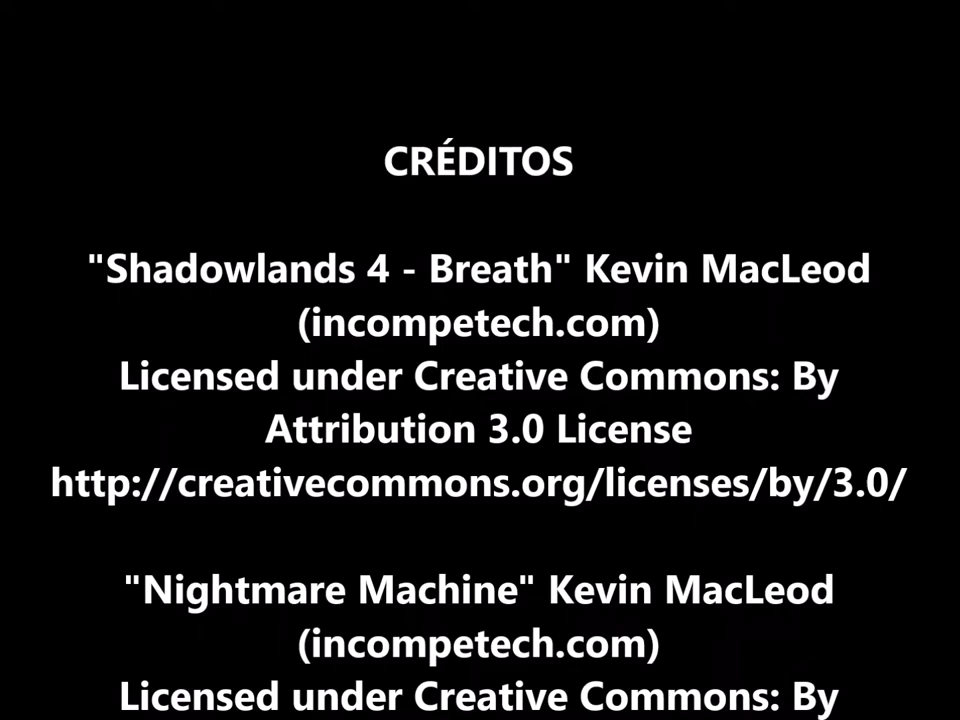 CRÉDITOS
"Shadowlands 4 - Breath" Kevin MacLeod
(incompetech.com)
Licensed under Creative Commons: By
Attribution 3.0 License
http://creativecommons.org/licenses/by/3.0/
"Nightmare Machine" Kevin MacLeod
(incompetech.com)
Licensed under Creative Commons: By